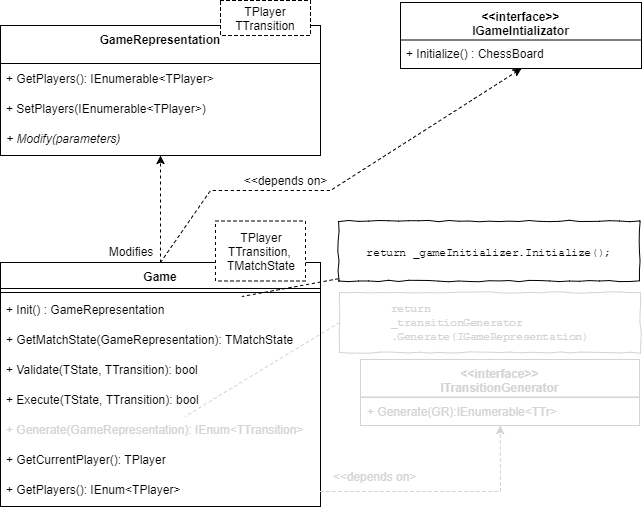 TPlayer
TTransition
GameRepresentation
+ GetPlayers(): IEnumerable<TPlayer>
+ SetPlayers(IEnumerable<TPlayer>)
+ Modify(parameters)
<<interface>>
IGameIntializator
+ Initialize() : ChessBoard
<<depends on>
Modifies
TPlayer
TTransition,
TMatchState
Game
+ Init() : GameRepresentation
+ GetMatchState(GameRepresentation): TMatchState
+ Validate(TState, TTransition): bool
+ Execute(TState, TTransition): bool
+ Generate(GameRepresentation): IEnum<TTransition>
+ GetCurrentPlayer(): TPlayer
+ GetPlayers(): IEnum<TPlayer>
return _gameInitializer.Initialize();
return
_transitionGenerator
.Generate(IGameRepresentation)
<<interface>>
ITransitionGenerator
+ Generate(GR):IEnumerable<TTr>
<<depends on>